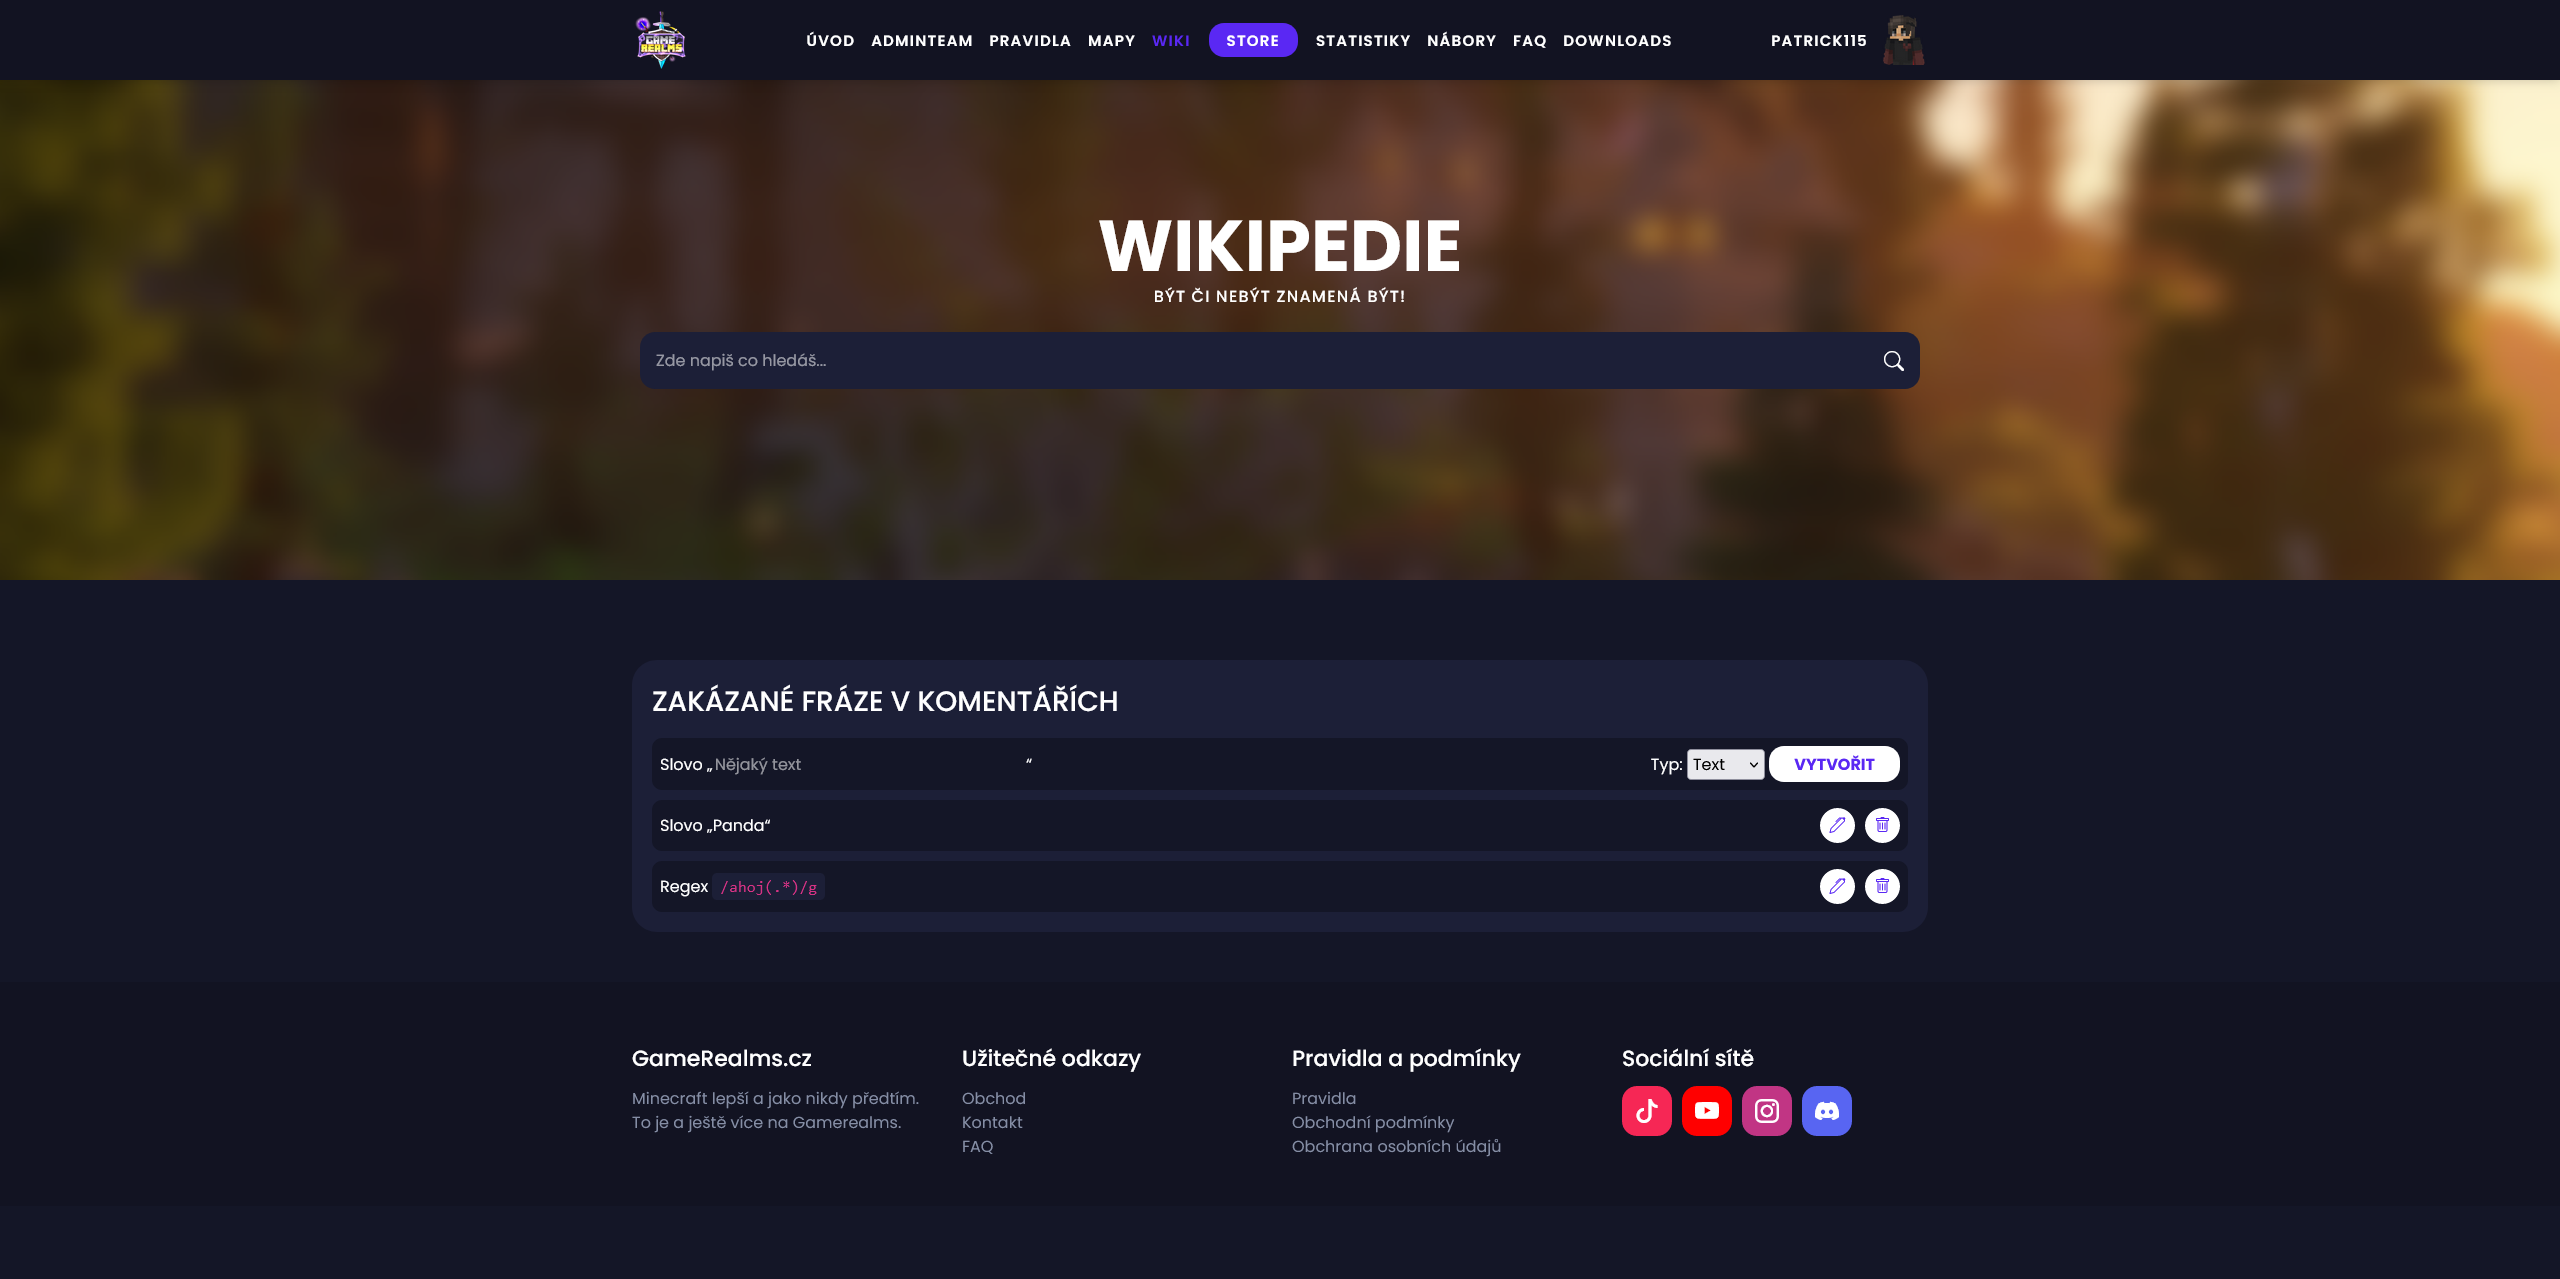 GAME
REALMS
ÚVOD ADMINTEAM PRAVIDLA MAPY WIKI STORE STATISTIKY NÁBORY FAQ DOWNLOADS PATRICK115
WIKIPEDIE
BÝT ČI NEBÝT ZNAMENÁ BÝT!
Zde napiš co hledáš...
ZAKÁZANÉ FRÁZE V KOMENTÁŘÍCH
Slovo „Nějaký text“ Typ: Text VYTVOŘIT
Slovo „Panda“
Regex /ahoj(.*)/g
GameRealms.cz
Minecraft lepší a jako nikdy předtím.
To je a ještě více na Gamerealms.
Užitečné odkazy
Obchod
Kontakt
FAQ
Pravidla a podmínky
Pravidla
Obchodní podmínky
Obchrana osobních údajů
Sociální sítě